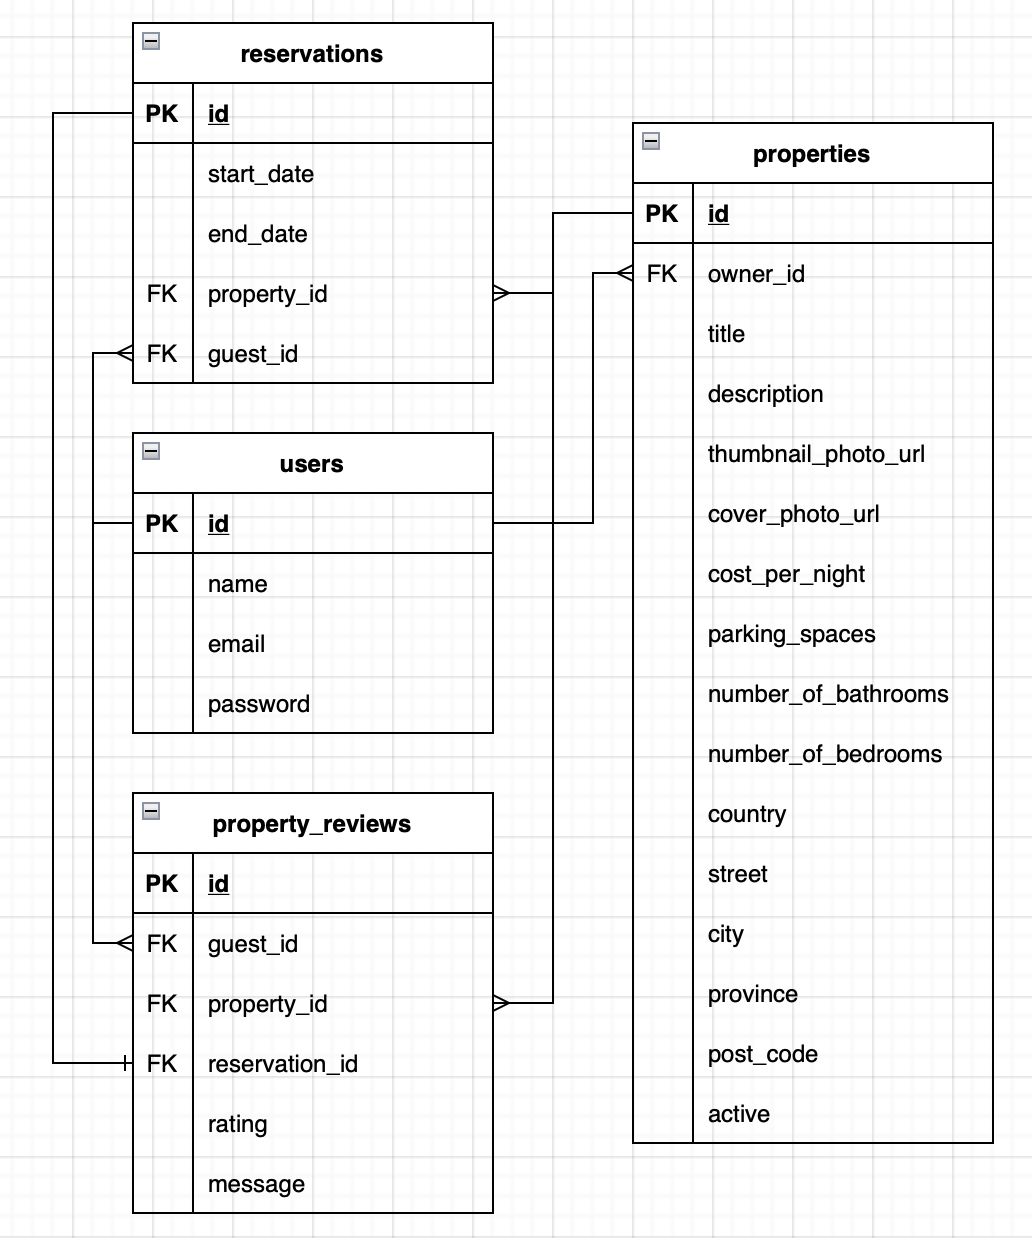 reservations
PK id
start_date
end_date
FK property_id
FK guest_id
users
PK id
name
email
password
property_reviews
PK id
FK guest_id
FK property_id
FK reservation_id
rating
message
properties
PK id
FK owner_id
title
description
thumbnail_photo_url
cover_photo_url
cost_per_night
parking_spaces
number_of_bathrooms
number_of_bedrooms
country
street
city
province
post_code
active